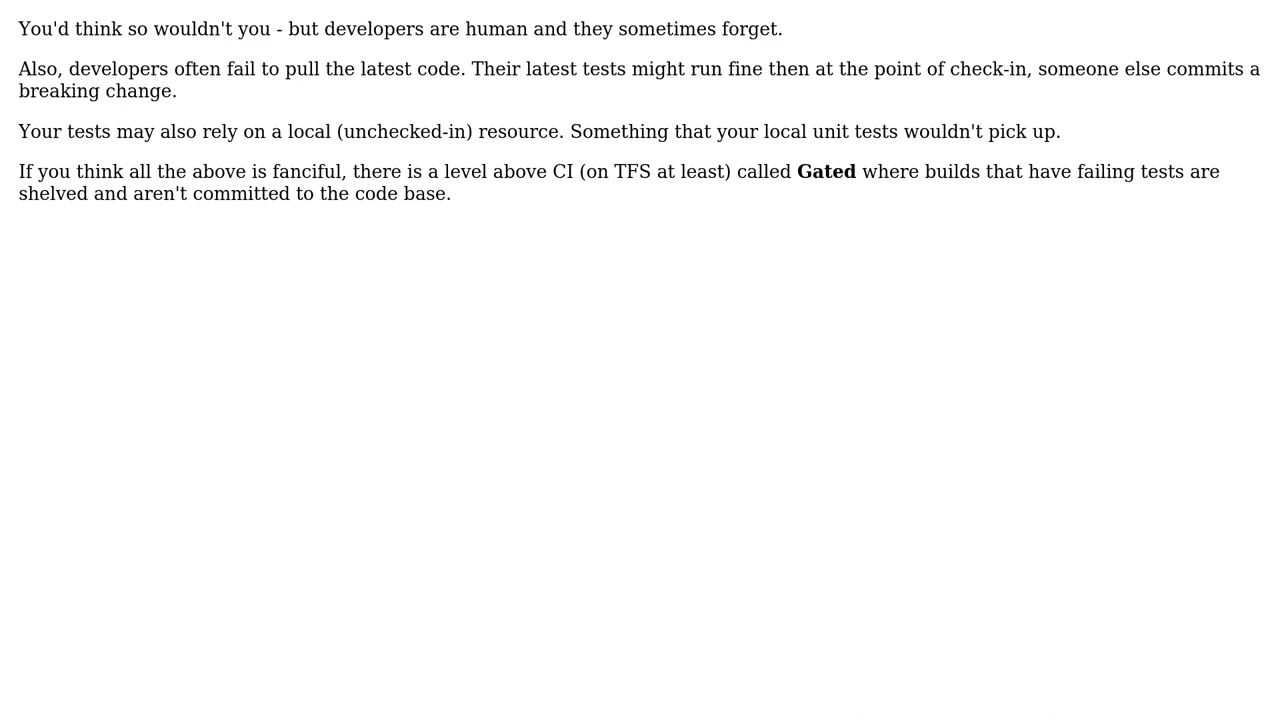 You'd think so wouldn't you - but developers are human and they sometimes forget.
Also, developers often fail to pull the latest code. Their latest tests might run fine then at the point of check-in, someone else commits a
breaking change.
Your tests may also rely on a local (unchecked-in) resource. Something that your local unit tests wouldn't pick up.
If you think all the above is fanciful, there is a level above CI (on TFS at least) called Gated where builds that have failing tests are
shelved and aren't committed to the code base.